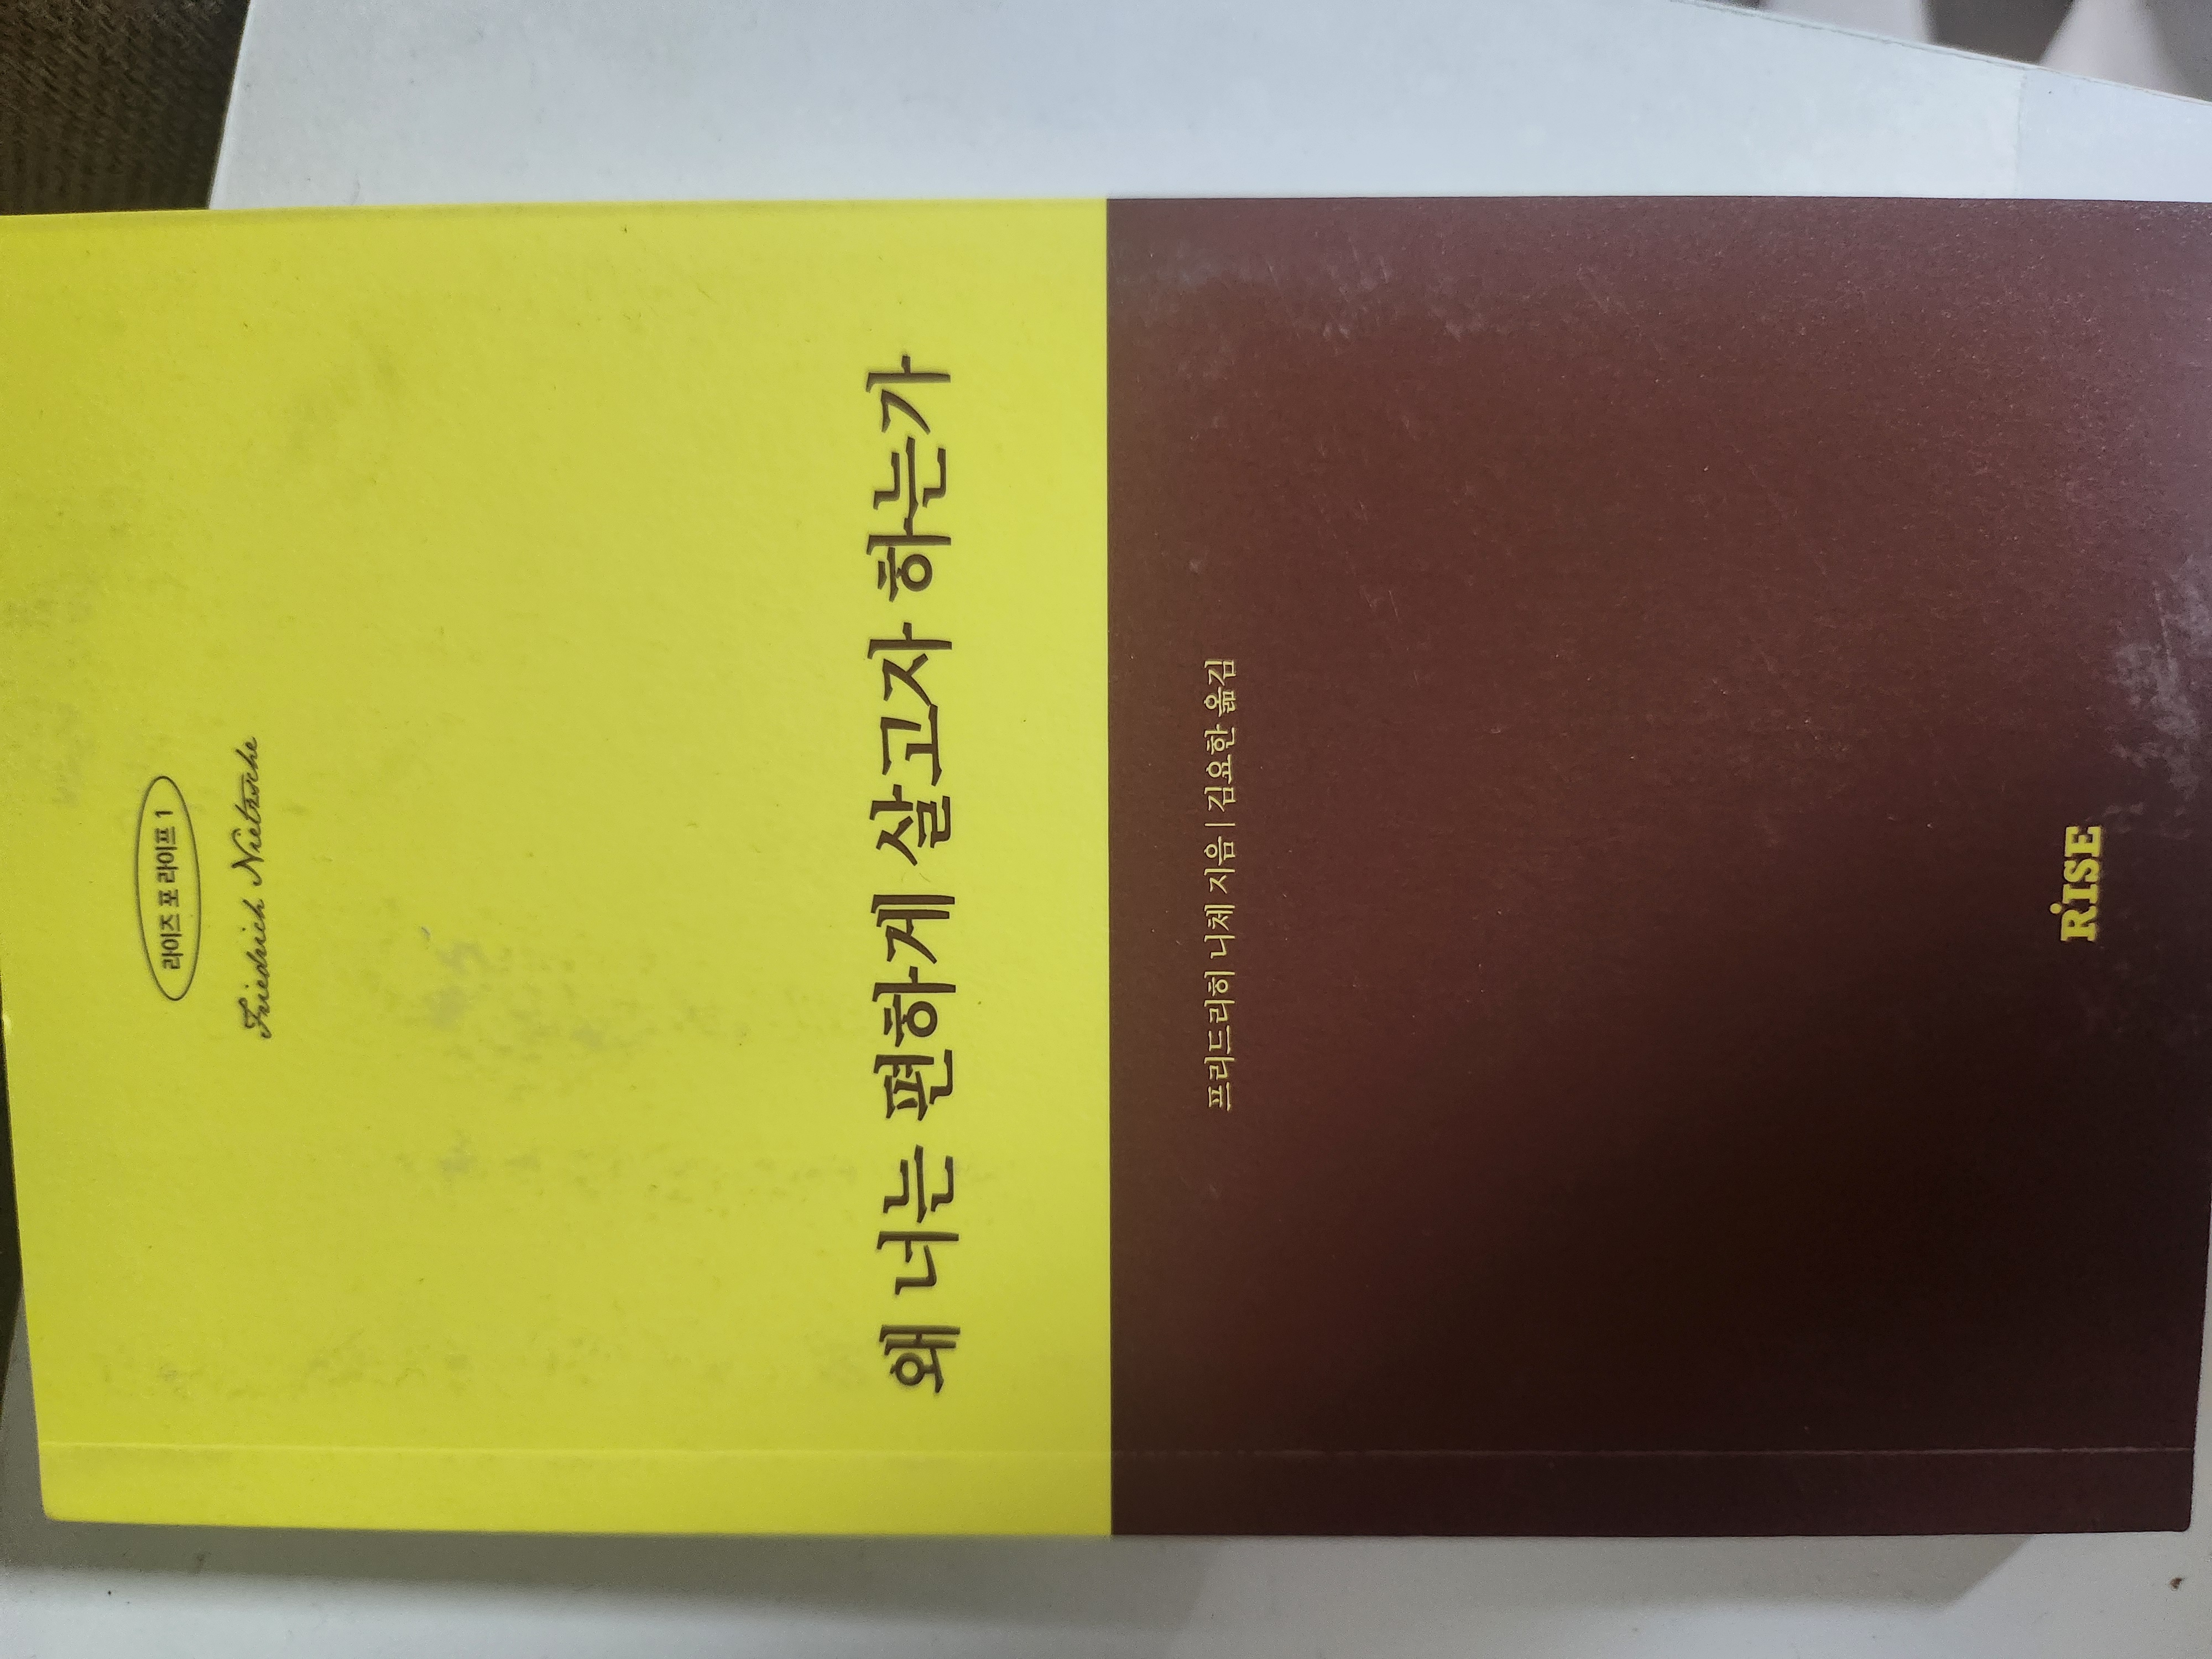 라이즈 포 라이프 1
Friedrich Nietzsche
왜 너는 편하게 살고자 하는가
프리드리히 니체 지음 | 김요한 옮김
RISE